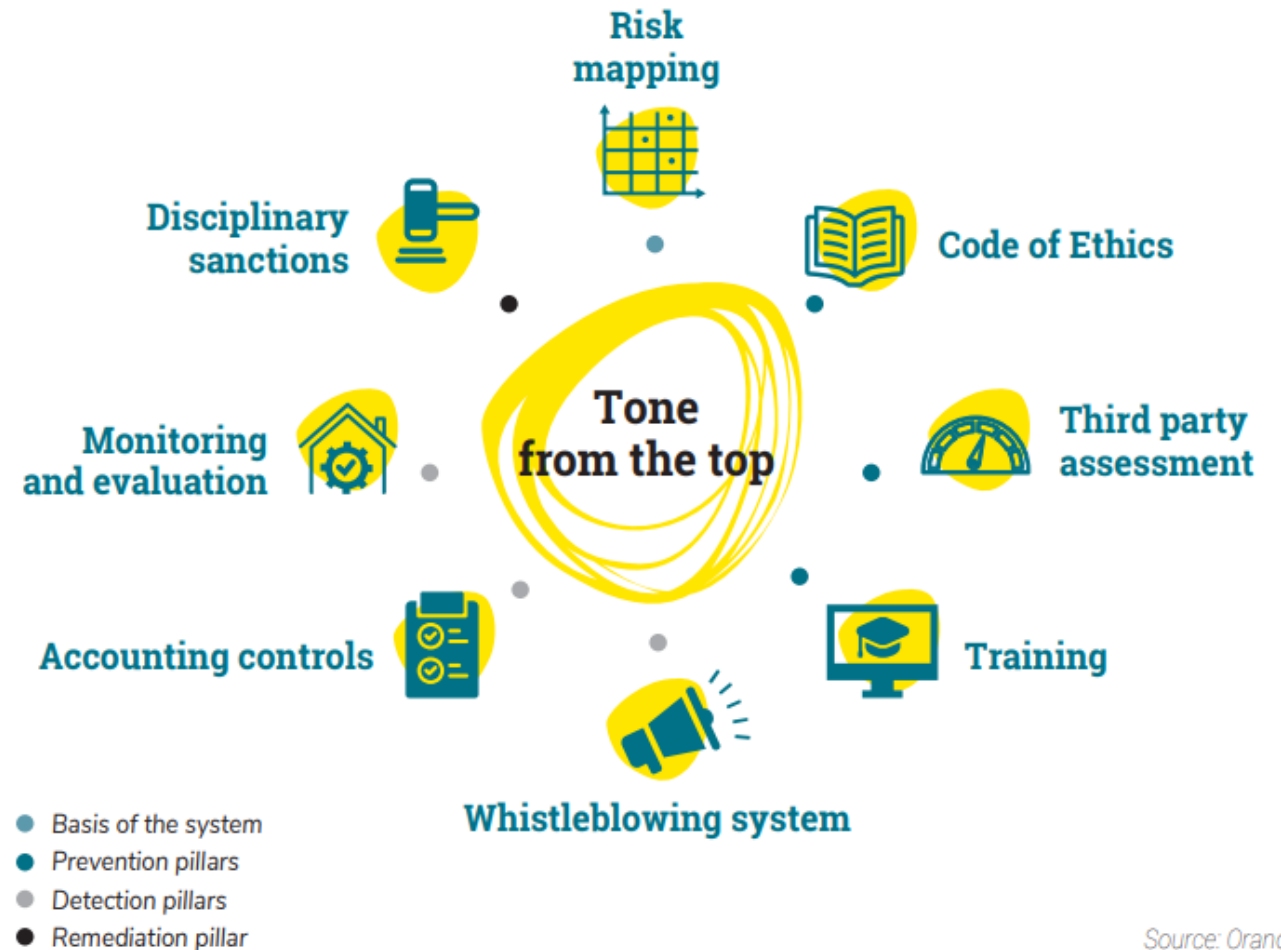 Risk
mapping
Disciplinary
sanctions
Code of Ethics
Tone
from the top
Monitoring
and evaluation
Third party
assessment
Accounting controls
Training
Whistleblowing system
Basis of the system
Prevention pillars
Detection pillars
Remediation pillar
Source: Orang